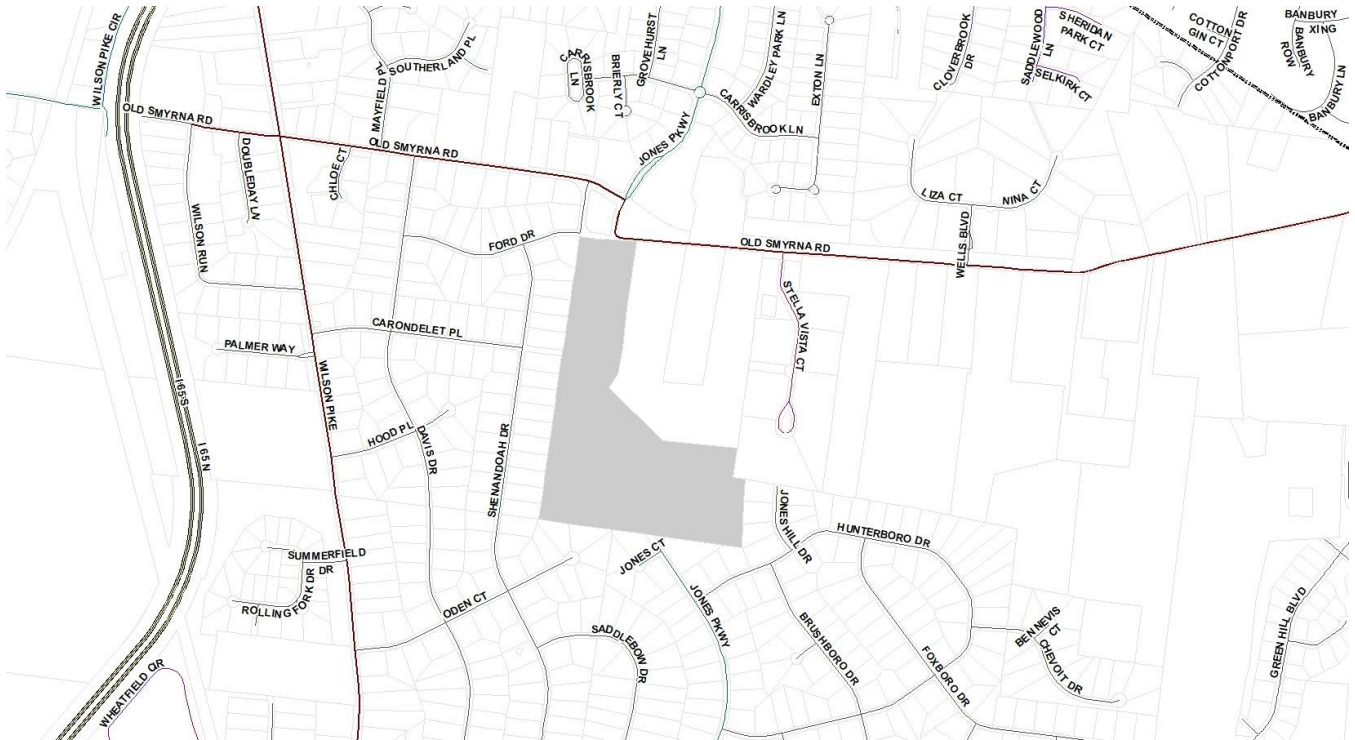 WILSON PIKE CIR
SOUTHERLAND PL
MAYFIELD PL
CARRISBROOK
LN
BRIERLY CT
GROVEHURST
LN
WARDLEY PARK LN
EXTON LN
CLOVERBROOK
DR
SADDLEWOOD
LN
SHERIDAN
PARK CT
SELKIRK CT
COTTON
GIN CT
COTTONPORT DR
BANBURY
XING
BANBURY
ROW
BANBURY LN
OLD SMYRNA RD
DOUBLEDAY LN
CHLOE CT
OLD SMYRNA RD
JONES PKWY
CARRISBROOK LN
WILSON RUN
FORD DR
OLD SMYRNA RD
LIZA CT
NINA CT
WELLS BLVD
STELLA VISTA CT
PALMER WAY
CARONDELET PL
WILSON PIKE
I65 S
I65 N
HOOD PL
DAVIS DR
SHENANDOAH DR
JONES HILL DR
HUNTERBORO DR
SUMMERFIELD
DR
ROLLING FORK DR
ODEN CT
JONES CT
JONES PKWY
SADDLEBOW DR
BRUSHBORO DR
FOXBORO DR
BEN NEVIS
CT
CHEVOIT DR
GREEN HILL BLVD
WHEATFIELD CIR